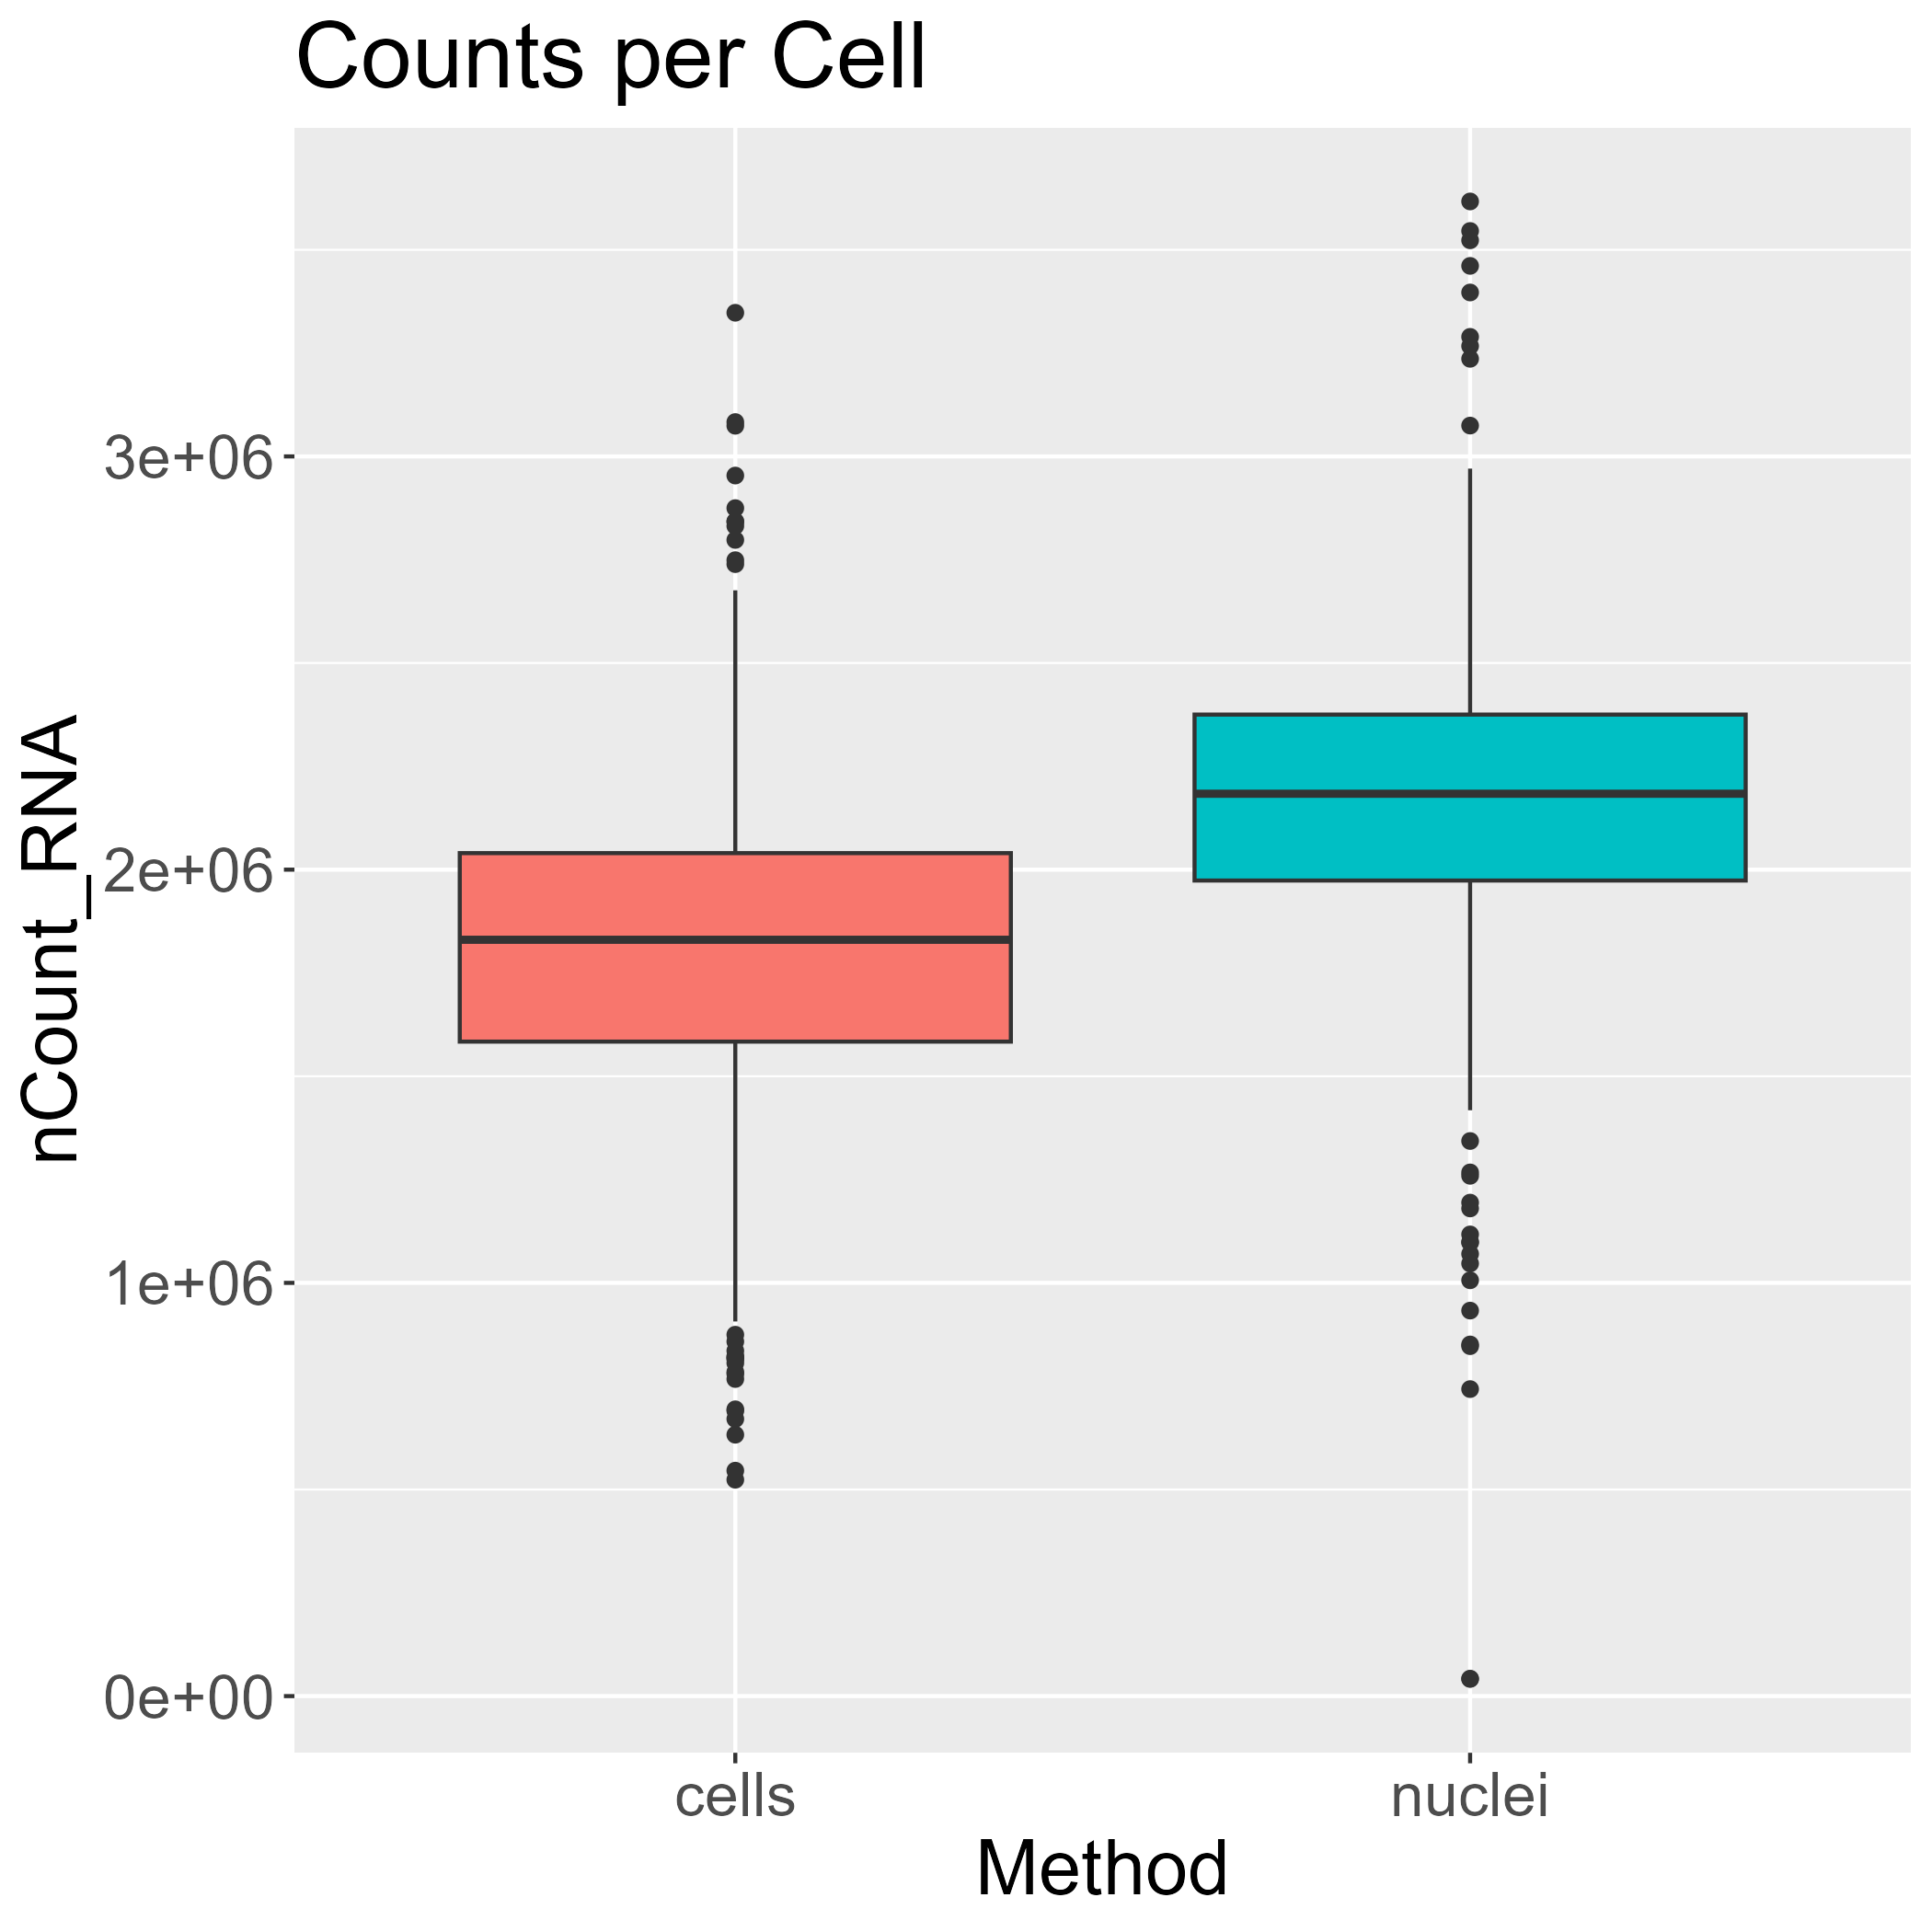 Counts per Cell
nCount_RNA
3e+06
2e+06
1e+06
0e+00
cells
nuclei
Method